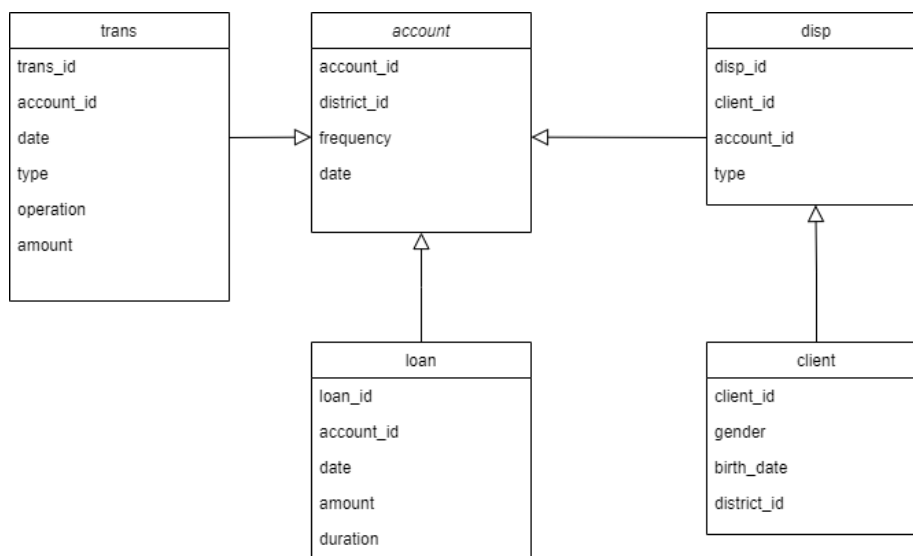 trans
trans_id
account_id
date
type
operation
amount
account
account_id
district_id
frequency
date
disp
disp_id
client_id
account_id
type
loan
loan_id
account_id
date
amount
duration
client
client_id
gender
birth_date
district_id